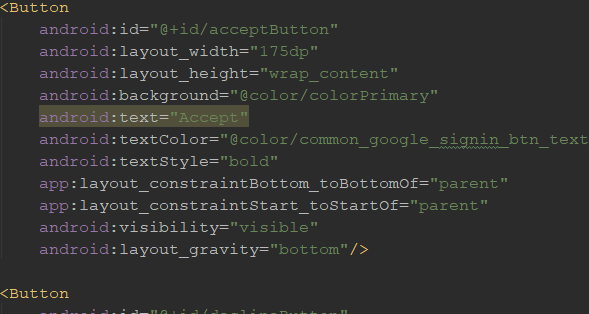 <Button
android:id="@+id/acceptButton"
android:layout_width="175dp"
android:layout_height="wrap_content"
android:background="@color/colorPrimary"
android:text="Accept"
android:textColor="@color/common_google_signin_btn_text
android:textStyle="bold"
app:layout_constraintBottom_toBottomOf="parent"
app:layout_constraintStart_toStartOf="parent"
android:visibility="visible"
android:layout_gravity="bottom"/>
<Button
android:id="@+id/declineButton"